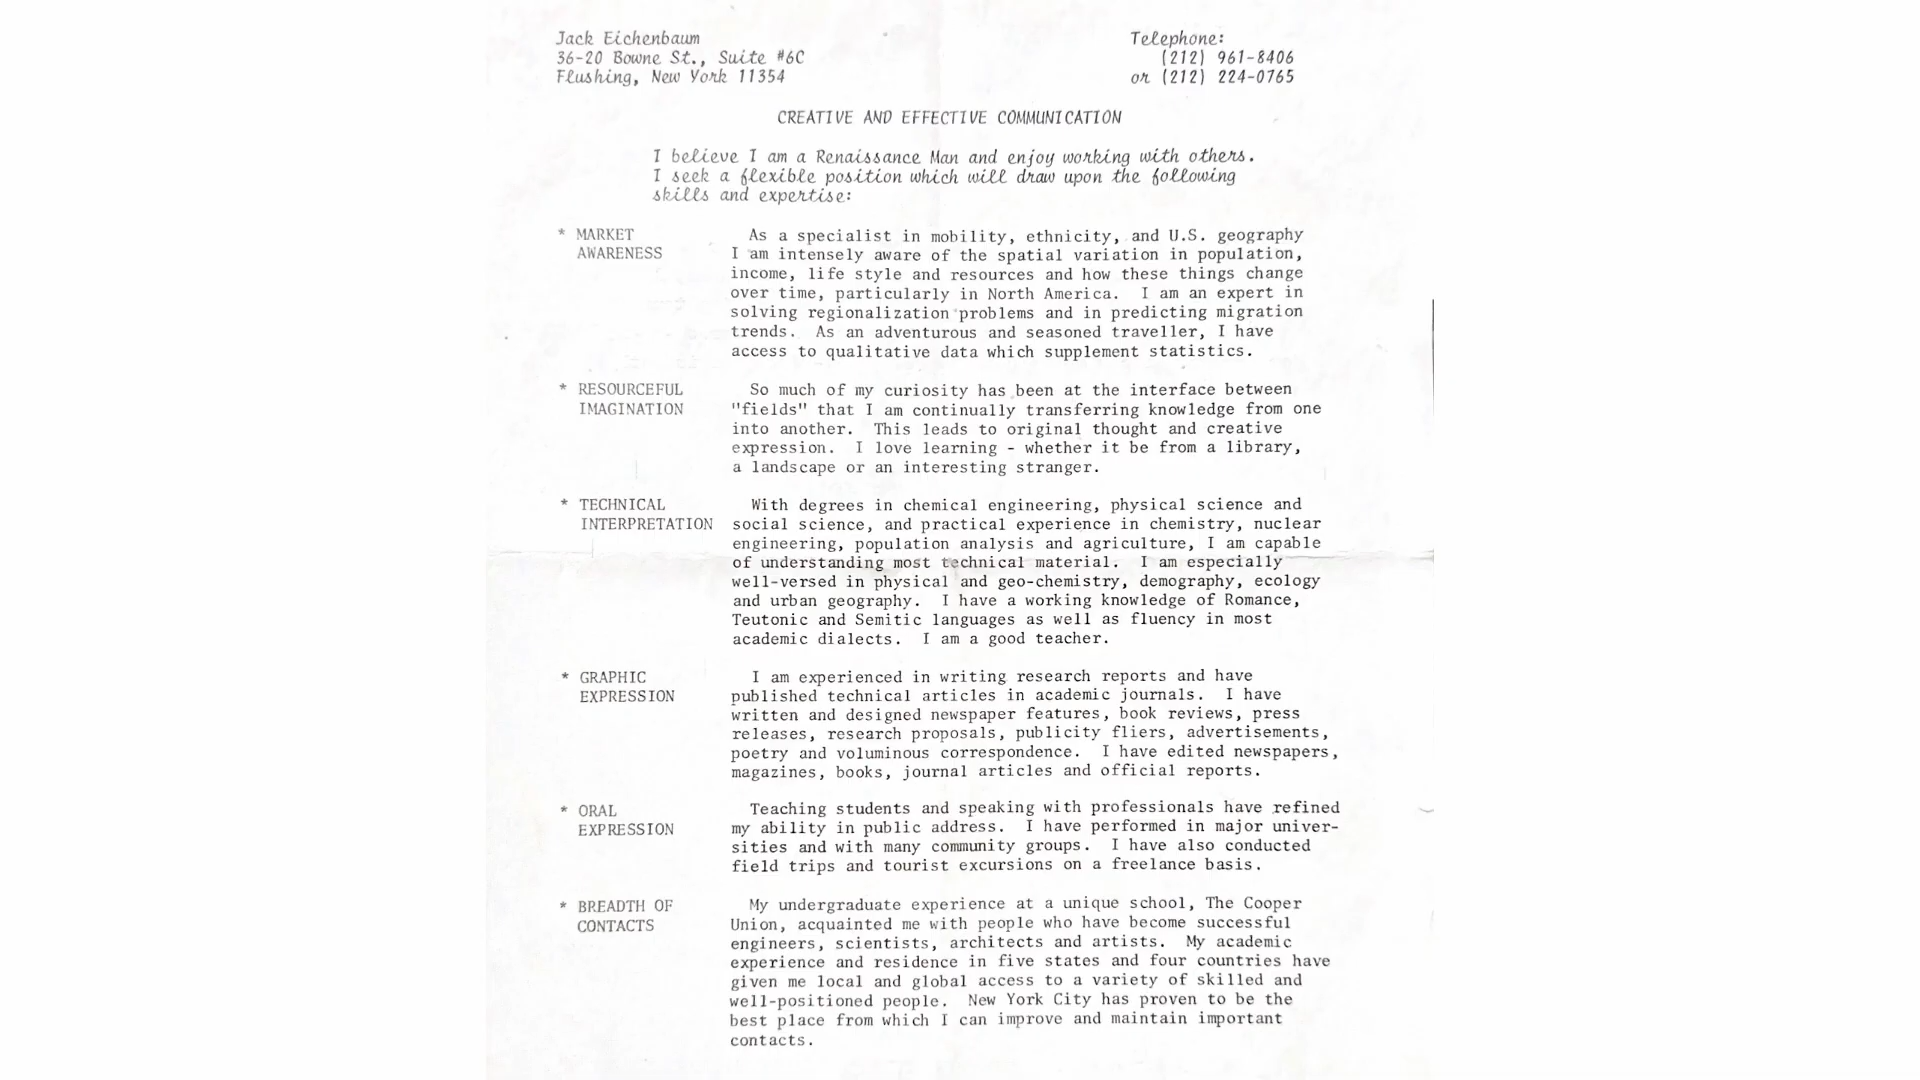 Jack Eichenbaum
36-20 Bowne St., Suite #6C
Flushing, New York 11354
Telephone:
(212) 961-8406
or (212) 224-0765
CREATIVE AND EFFECTIVE COMMUNICATION
I believe I am a Renaissance Man and enjoy working with others.
I seek a flexible position which will draw upon the following
skills and expertise:
* MARKET
AWARENESS
As a specialist in mobility, ethnicity, and U.S. geography
I am intensely aware of the spatial variation in population,
income, life style and resources and how these things change
over time, particularly in North America. I am an expert in
solving regionalization problems and in predicting migration
trends. As an adventurous and seasoned traveller, I have
access to qualitative data which supplement statistics.
* RESOURCEFUL
IMAGINATION
So much of my curiosity has been at the interface between
"fields" that I am continually transferring knowledge from one
into another. This leads to original thought and creative
expression. I love learning - whether it be from a library,
a landscape or an interesting stranger.
* TECHNICAL
INTERPRETATION
With degrees in chemical engineering, physical science and
social science, and practical experience in chemistry, nuclear
engineering, population analysis and agriculture, I am capable
of understanding most technical material. I am especially
well-versed in physical and geo-chemistry, demography, ecology
and urban geography. I have a working knowledge of Romance,
Teutonic and Semitic languages as well as fluency in most
academic dialects. I am a good teacher.
* GRAPHIC
EXPRESSION
I am experienced in writing research reports and have
published technical articles in academic journals. I have
written and designed newspaper features, book reviews, press
releases, research proposals, publicity fliers, advertisements,
poetry and voluminous correspondence. I have edited newspapers,
magazines, books, journal articles and official reports.
* ORAL
EXPRESSION
Teaching students and speaking with professionals have refined
my ability in public address. I have performed in major univer-
sities and with many community groups. I have also conducted
field trips and tourist excursions on a freelance basis.
* BREADTH OF
CONTACTS
My undergraduate experience at a unique school, The Cooper
Union, acquainted me with people who have become successful
engineers, scientists, architects and artists. My academic
experience and residence in five states and four countries have
given me local and global access to a variety of skilled and
well-positioned people. New York City has proven to be the
best place from which I can improve and maintain important
contacts.